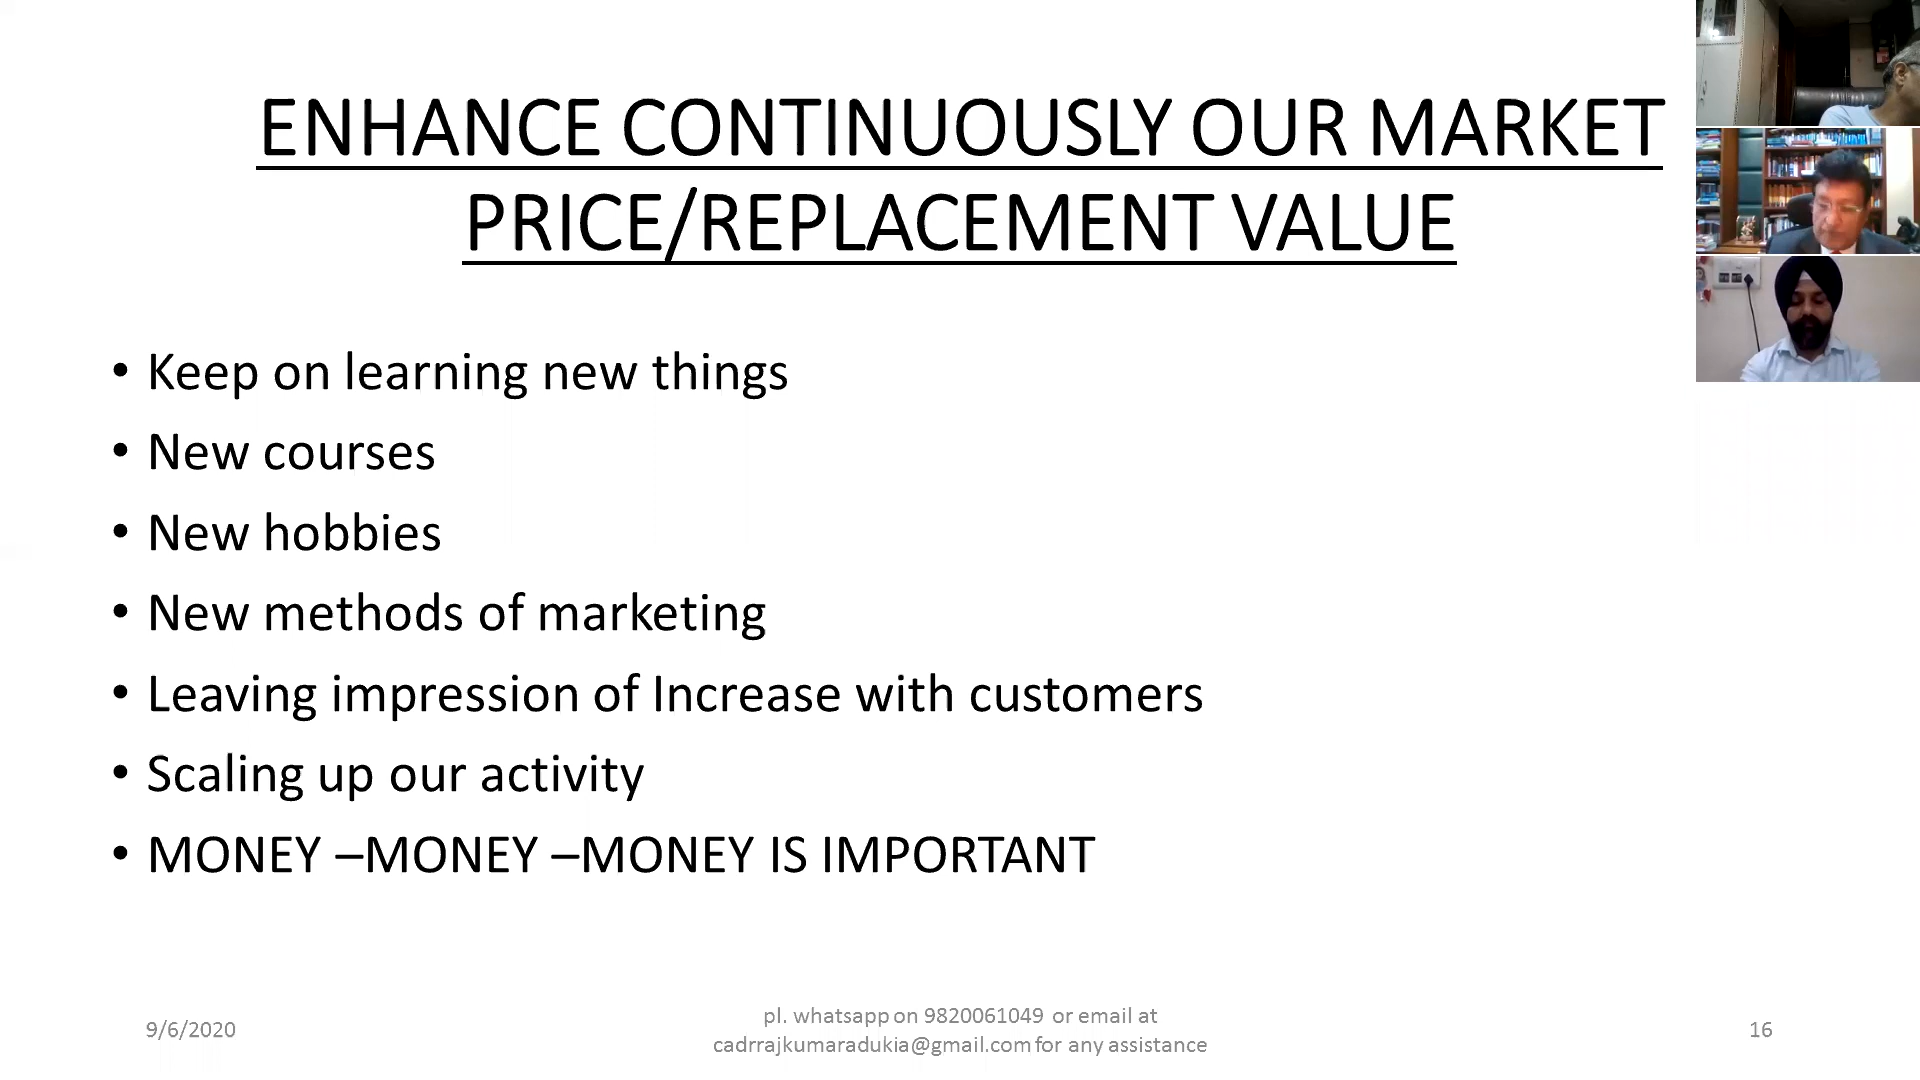 ENHANCE CONTINUOUSLY OUR MARKET
PRICE/REPLACEMENT VALUE
• Keep on learning new things
• New courses
• New hobbies
• New methods of marketing
• Leaving impression of Increase with customers
• Scaling up our activity
• MONEY –MONEY –MONEY IS IMPORTANT
9/6/2020
pl. whatsapp on 9820061049 or email at
cadrrajkumaradukia@gmail.com for any assistance
16